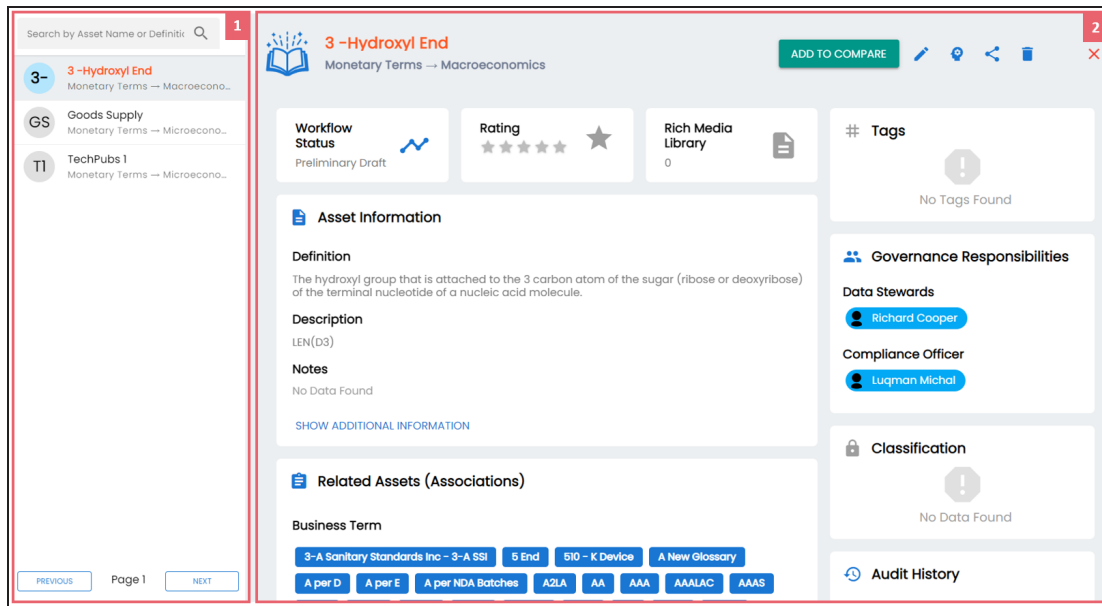 Search by Asset Name or Definitic
1
3-
3 -Hydroxyl End
Monetary Terms → Macroecono...
GS
Goods Supply
Monetary Terms → Microecono...
T1
TechPubs 1
Monetary Terms → Microecono...
PREVIOUS
Page 1
NEXT
2
3 -Hydroxyl End
Monetary Terms → Macroeconomics
ADD TO COMPARE
Workflow
Status
Preliminary Draft
Rating
Rich Media
Library
0
Asset Information
Definition
The hydroxyl group that is attached to the 3 carbon atom of the sugar (ribose or deoxyribose)
of the terminal nucleotide of a nucleic acid molecule.
Description
LEN(D3)
Notes
No Data Found
SHOW ADDITIONAL INFORMATION
Related Assets (Associations)
Business Term
3-A Sanitary Standards Inc - 3-A SSI 5 End 510 - K Device A New Glossary
A per D A per E A per NDA Batches A2LA AA AAA AAALAC AAAS
# Tags
No Tags Found
Governance Responsibilities
Data Stewards
Richard Cooper
Compliance Officer
Luqman Michal
Classification
No Data Found
Audit History